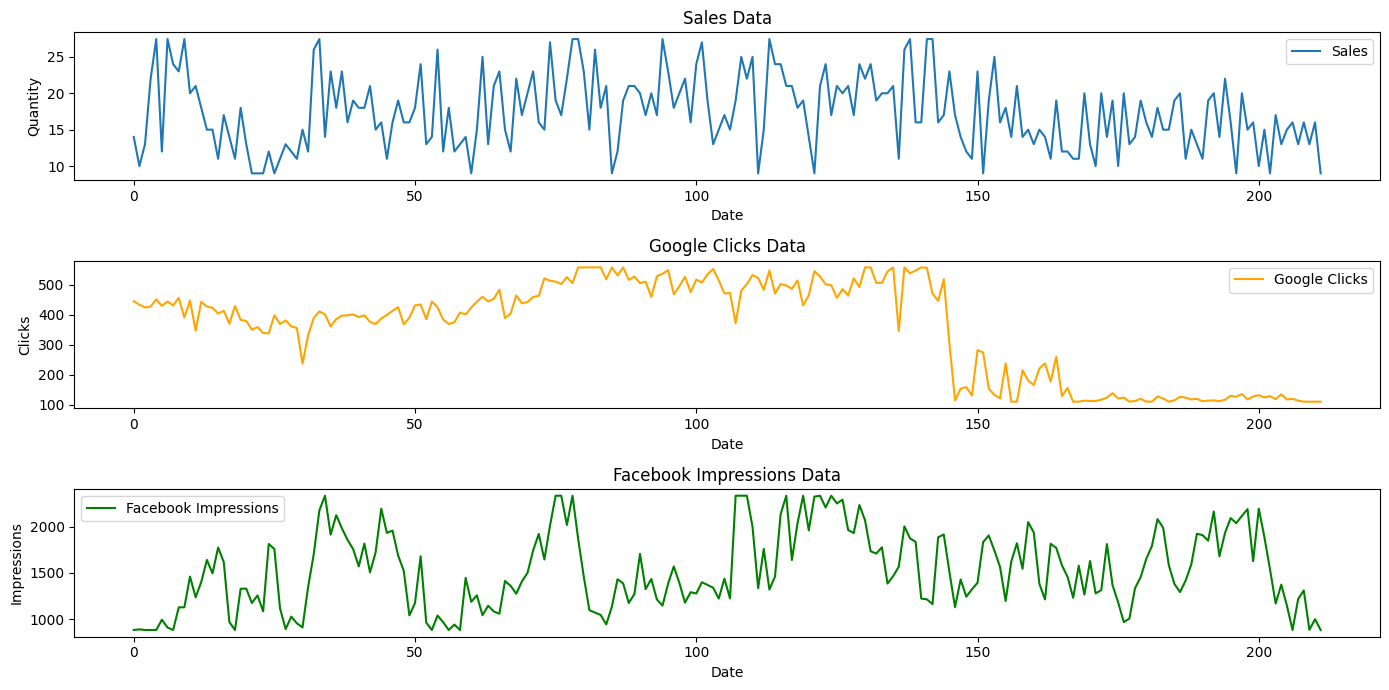 Sales Data
Quantity
25
20
15
10
Sales
0 50 100 150 200
Date
Google Clicks Data
Clicks
500
400
300
200
100
Google Clicks
0 50 100 150 200
Date
Facebook Impressions Data
Impressions
2000
1500
1000
Facebook Impressions
0 50 100 150 200
Date